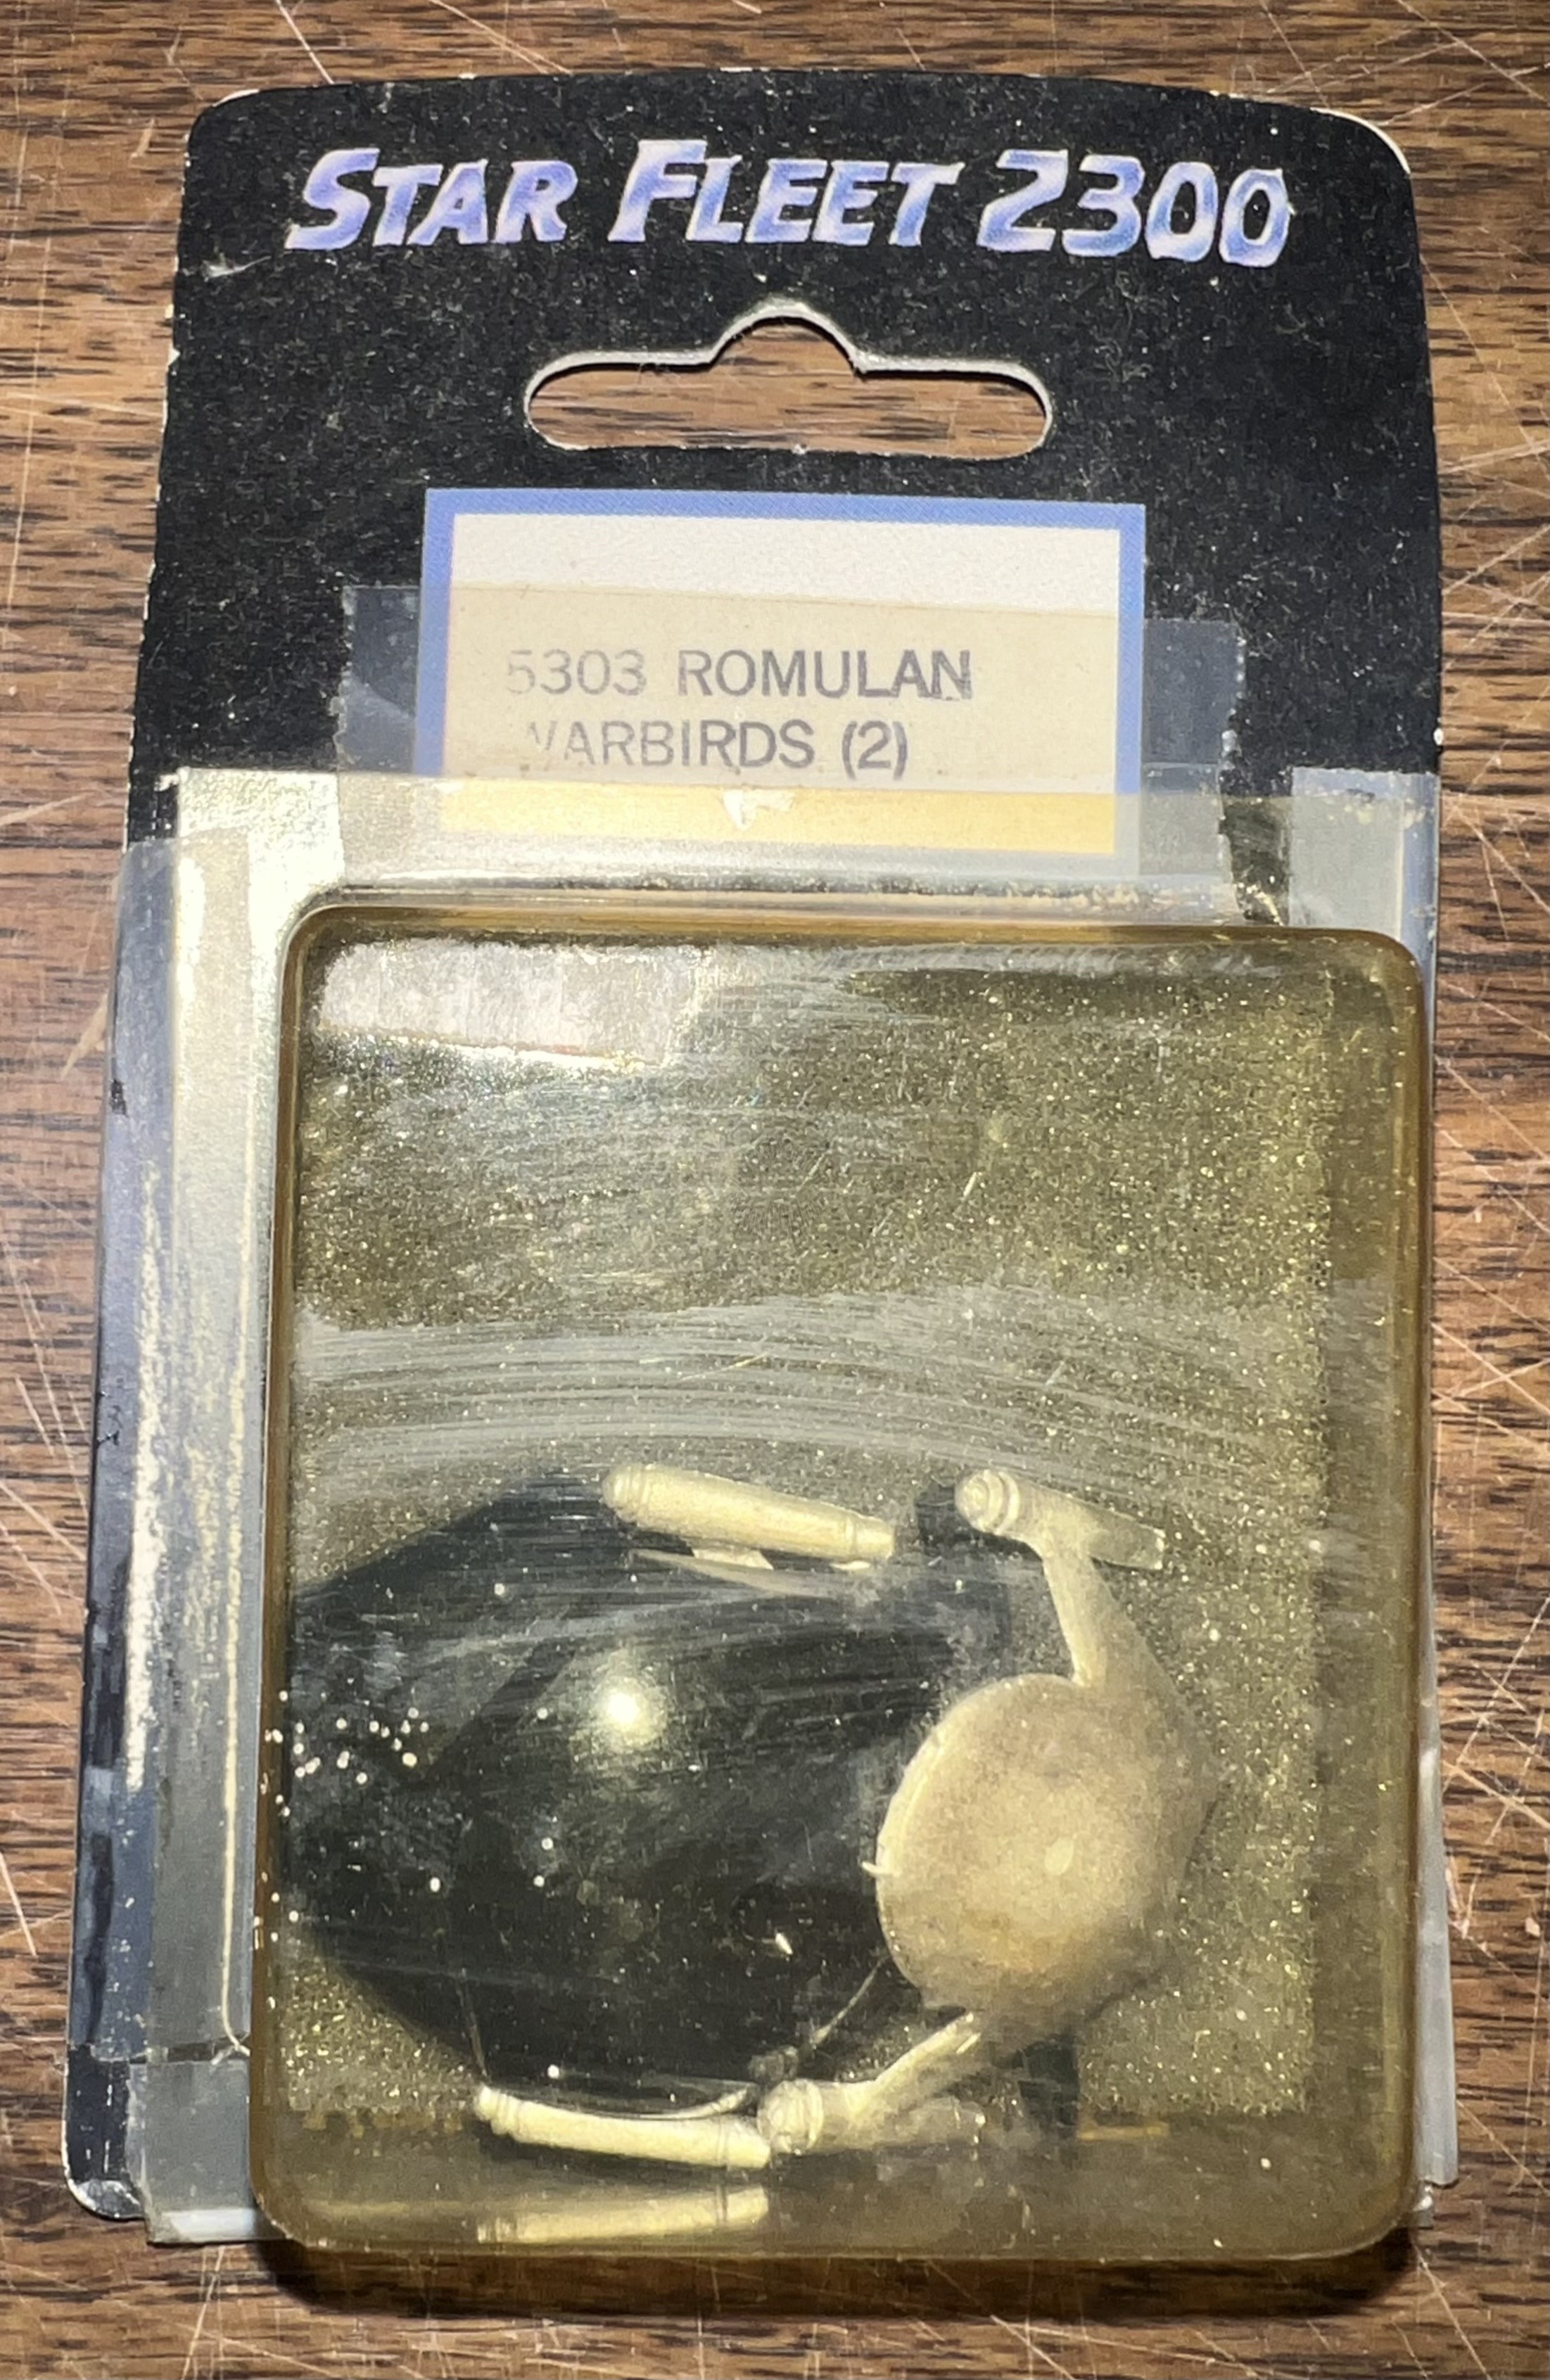 STAR FLEET 2300
5303 ROMULAN
WARBIRDS (2)